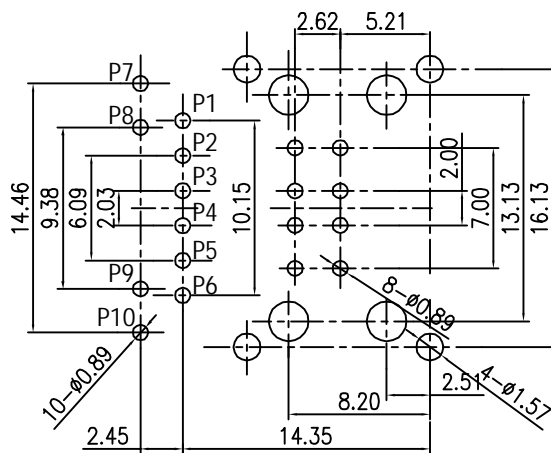 2.62
5.21
P7
P1
P8
P2
P3
P4
P5
P9
P6
P10
14.46
9.38
6.09
2.03
10.15
2.00
7.00
13.13
16.13
8-ø0.89
10-ø0.89
4-ø1.57
2.51
8.20
2.45
14.35